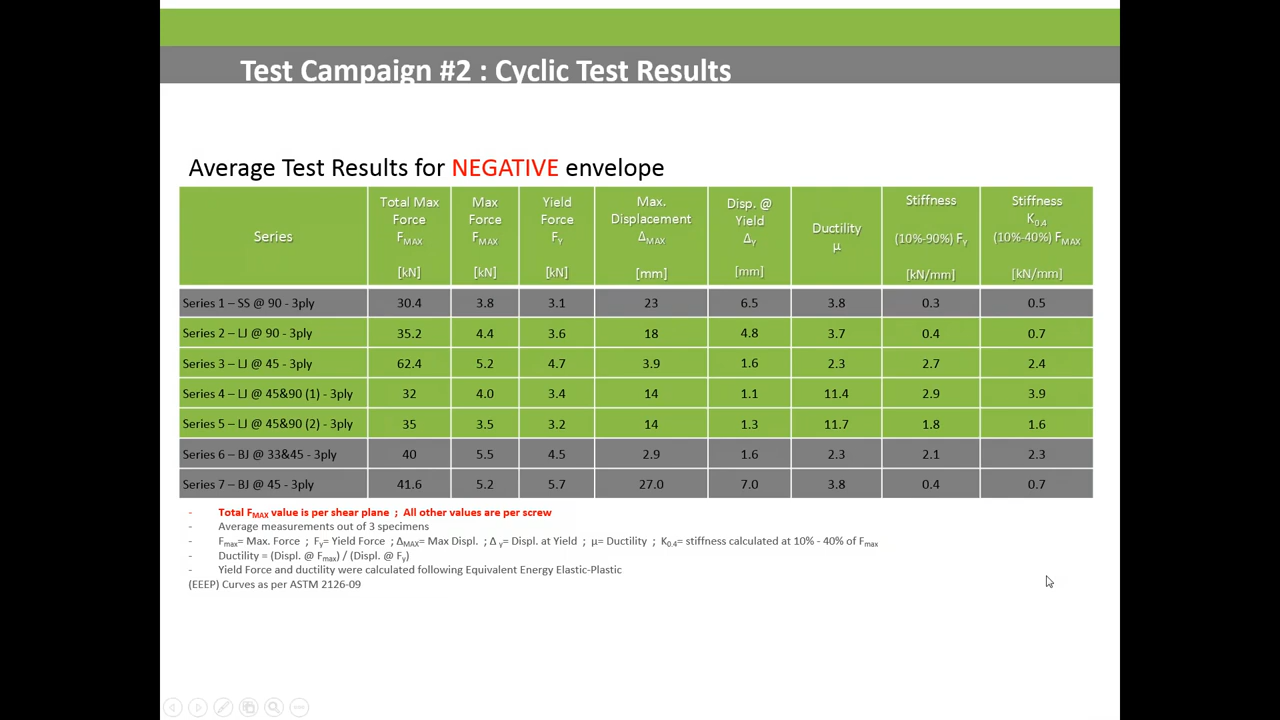 Test Campaign #2 : Cyclic Test Results
Average Test Results for NEGATIVE envelope
Series | Total Max Force FMAX [kN] | Max Force FMAX [kN] | Yield Force FY [kN] | Max. Displacement ΔMAX [mm] | Disp. @ Yield Δy [mm] | Ductility µ | Stiffness (10%-90%) FY [kN/mm] | Stiffness K0.4 (10%-40%) FMAX [kN/mm]
Series 1 – SS @ 90 - 3ply | 30.4 | 3.8 | 3.1 | 23 | 6.5 | 3.8 | 0.3 | 0.5
Series 2 – LJ @ 90 - 3ply | 35.2 | 4.4 | 3.6 | 18 | 4.8 | 3.7 | 0.4 | 0.7
Series 3 – LJ @ 45 - 3ply | 62.4 | 5.2 | 4.7 | 3.9 | 1.6 | 2.3 | 2.7 | 2.4
Series 4 – LJ @ 45&90 (1) - 3ply | 32 | 4.0 | 3.4 | 14 | 1.1 | 11.4 | 2.9 | 3.9
Series 5 – LJ @ 45&90 (2) - 3ply | 35 | 3.5 | 3.2 | 14 | 1.3 | 11.7 | 1.8 | 1.6
Series 6 – BJ @ 33&45 - 3ply | 40 | 5.5 | 4.5 | 2.9 | 1.6 | 2.3 | 2.1 | 2.3
Series 7 – BJ @ 45 - 3ply | 41.6 | 5.2 | 5.7 | 27.0 | 7.0 | 3.8 | 0.4 | 0.7
- Total FMAX value is per shear plane ; All other values are per screw
- Average measurements out of 3 specimens
- Fmax= Max. Force ; Fy= Yield Force ; ΔMAX= Max Displ. ; Δ y= Displ. at Yield ; µ= Ductility ; K0.4= stiffness calculated at 10% - 40% of Fmax
- Ductility = (Displ. @ Fmax) / (Displ. @ Fy)
- Yield Force and ductility were calculated following Equivalent Energy Elastic-Plastic
(EEEP) Curves as per ASTM 2126-09